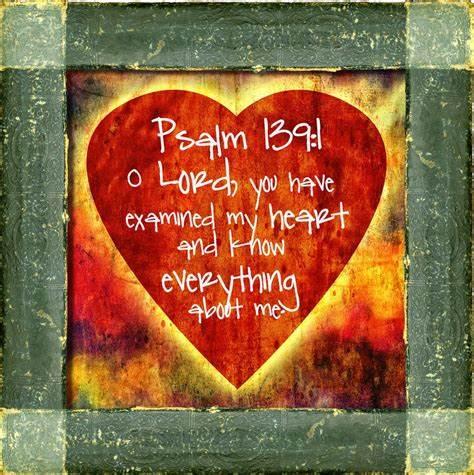 Psalm 139:1
O LORD, you have
examined my heart
and know
everything
about me.